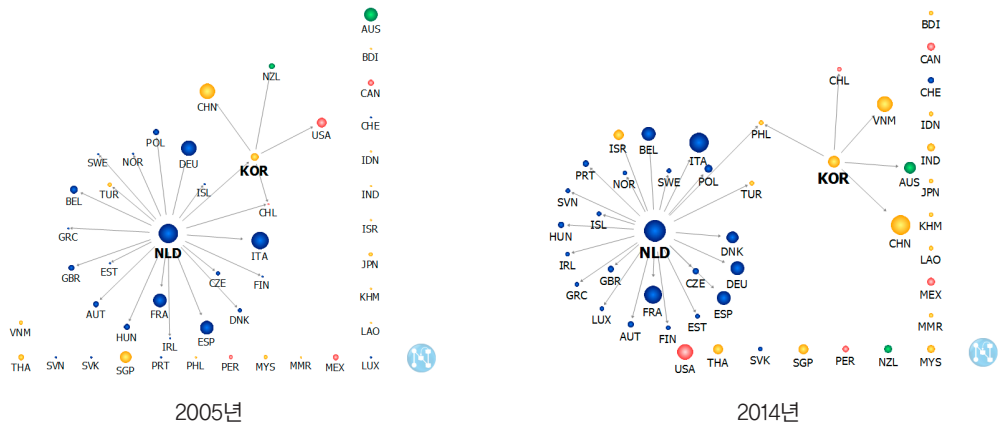 AUS
BDI
NZL
CHN
CAN
USA
CHE
POL
DEU
KOR
SWE
NOR
IDN
TUR
ISL
BEL
IND
CHL
GRC
ISR
NLD
ITA
EST
GBR
CZE
FIN
JPN
AUT
FRA
DNK
KHM
HUN
ESP
IRL
VNM
LAO
THA
SVN
SVK
SGP
PRT
PHL
PER
MYS
MMR
MEX
LUX
2005년
BDI
CAN
CHL
CHE
VNM
PHL
IDN
ISR
BEL
ITA
IND
PRT
NOR
SWE
POL
KOR
AUS
TUR
JPN
SVN
ISL
KHM
HUN
NLD
CHN
DNK
LAO
IRL
GBR
CZE
DEU
GRC
MEX
LUX
FRA
ESP
AUT
FIN
EST
MMR
USA
THA
SVK
SGP
PER
NZL
MYS
2014년